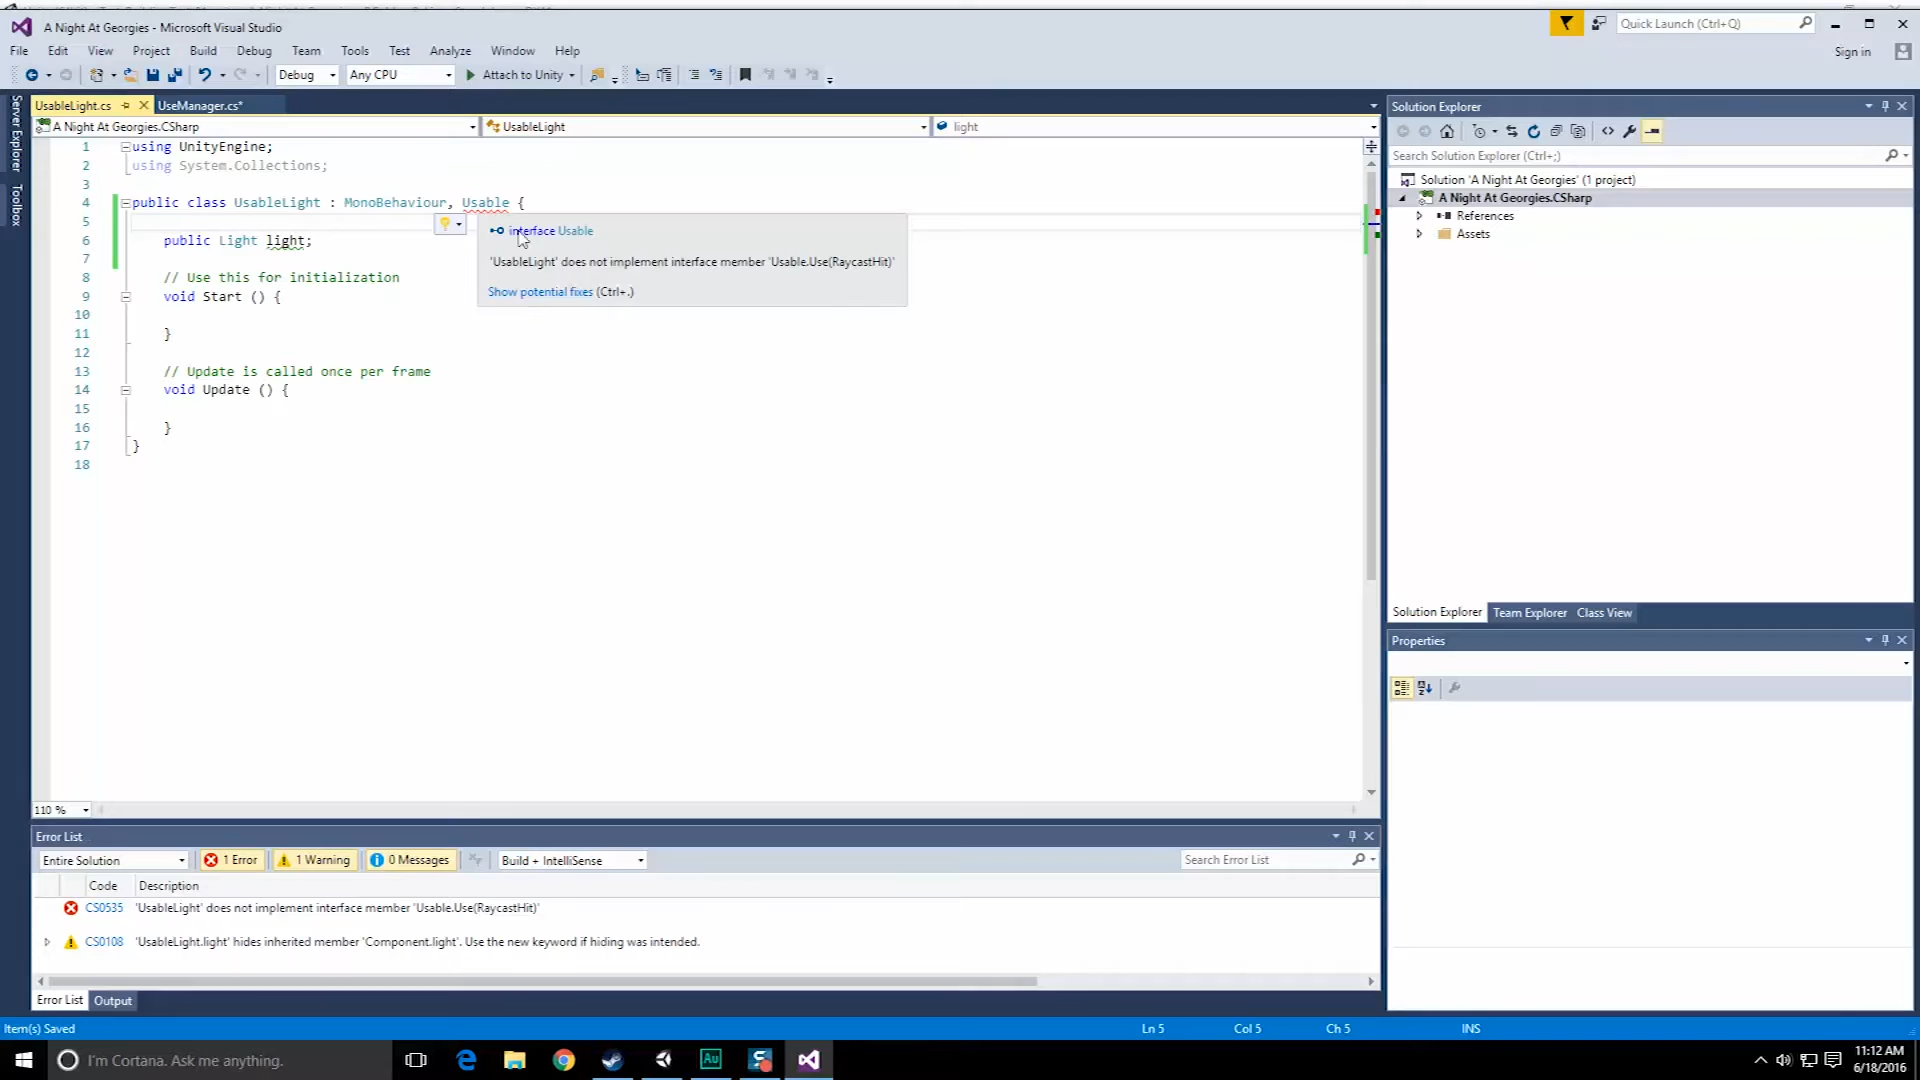 A Night At Georgies - Microsoft Visual Studio
Quick Launch (Ctrl+Q)
File Edit View Project Build Debug Team Tools Test Analyze Window Help
Sign in
Debug Any CPU Attach to Unity
Server Explorer
Toolbox
UsableLight.cs UseManager.cs*
A Night At Georgies.CSharp UsableLight light
1 using UnityEngine;
2 using System.Collections;
3
4 public class UsableLight : MonoBehaviour, Usable {
5
6 public Light light;
7
8 // Use this for initialization
9 void Start () {
10
11 }
12
13 // Update is called once per frame
14 void Update () {
15
16 }
17 }
18
interface Usable
'UsableLight' does not implement interface member 'Usable.Use(RaycastHit)'
Show potential fixes (Ctrl+.)
110 %
Solution Explorer
Search Solution Explorer (Ctrl+;)
Solution 'A Night At Georgies' (1 project)
A Night At Georgies.CSharp
References
Assets
Solution Explorer Team Explorer Class View
Properties
Error List
Entire Solution 1 Error 1 Warning 0 Messages Build + IntelliSense Search Error List
Code Description
CS0535 'UsableLight' does not implement interface member 'Usable.Use(RaycastHit)'
CS0108 'UsableLight.light' hides inherited member 'Component.light'. Use the new keyword if hiding was intended.
Error List Output
Item(s) Saved Ln 5 Col 5 Ch 5 INS
I'm Cortana. Ask me anything.
Au
11:12 AM
6/18/2016